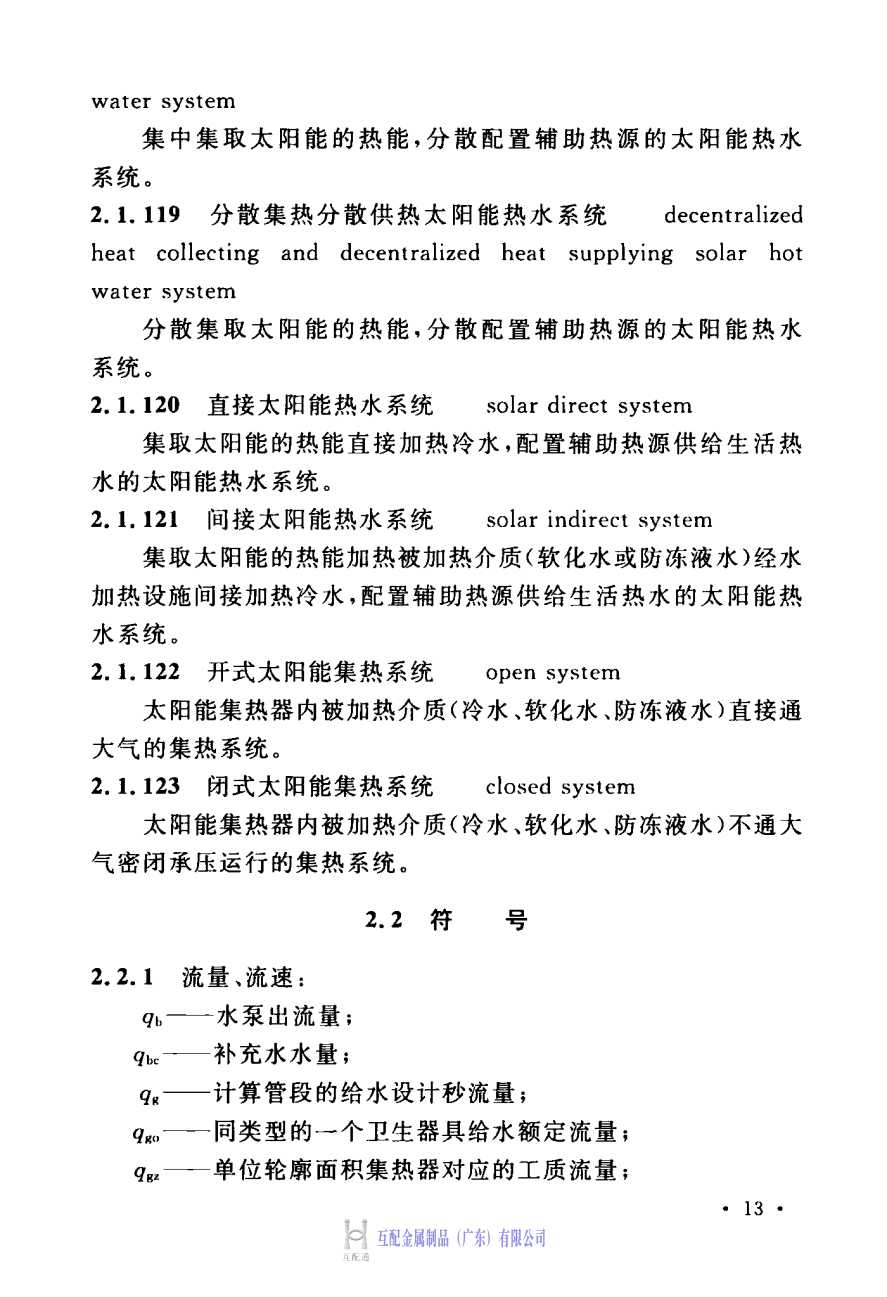 water system
集中集取太阳能的热能,分散配置辅助热源的太阳能热水
系统。
2.1.119 分散集热分散供热太阳能热水系统 decentralized
heat collecting and decentralized heat supplying solar hot
water system
分散集取太阳能的热能,分散配置辅助热源的太阳能热水
系统。
2.1.120 直接太阳能热水系统 solar direct system
集取太阳能的热能直接加热冷水,配置辅助热源供给生活热
水的太阳能热水系统。
2.1.121 间接太阳能热水系统 solar indirect system
集取太阳能的热能加热被加热介质(软化水或防冻液水)经水
加热设施间接加热冷水,配置辅助热源供给生活热水的太阳能热
水系统。
2.1.122 开式太阳能集热系统 open system
太阳能集热器内被加热介质(冷水、软化水、防冻液水)直接通
大气的集热系统。
2.1.123 闭式太阳能集热系统 closed system
太阳能集热器内被加热介质(冷水、软化水、防冻液水)不通大
气密闭承压运行的集热系统。
2.2 符 号
2.2.1 流量、流速:
qb——水泵出流量;
qbc——补充水水量;
qg——计算管段的给水设计秒流量;
qgo——同类型的一个卫生器具给水额定流量;
qgz——单位轮廓面积集热器对应的工质流量;
· 13 ·
互配金属制品(广东)有限公司
互配通